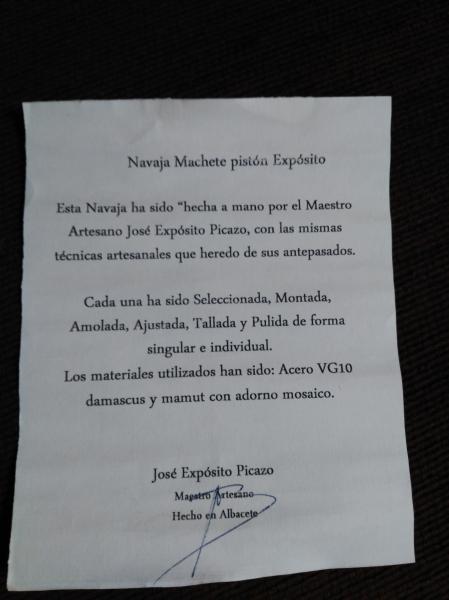 Navaja Machete pistón Expósito
Esta Navaja ha sido “hecha a mano por el Maestro
Artesano José Expósito Picazo, con las mismas
técnicas artesanales que heredo de sus antepasados.
Cada una ha sido Seleccionada, Montada,
Amolada, Ajustada, Tallada y Pulida de forma
singular e individual.
Los materiales utilizados han sido: Acero VG10
damascus y mamut con adorno mosaico.
José Expósito Picazo
Maestro Artesano
Hecho en Albacete